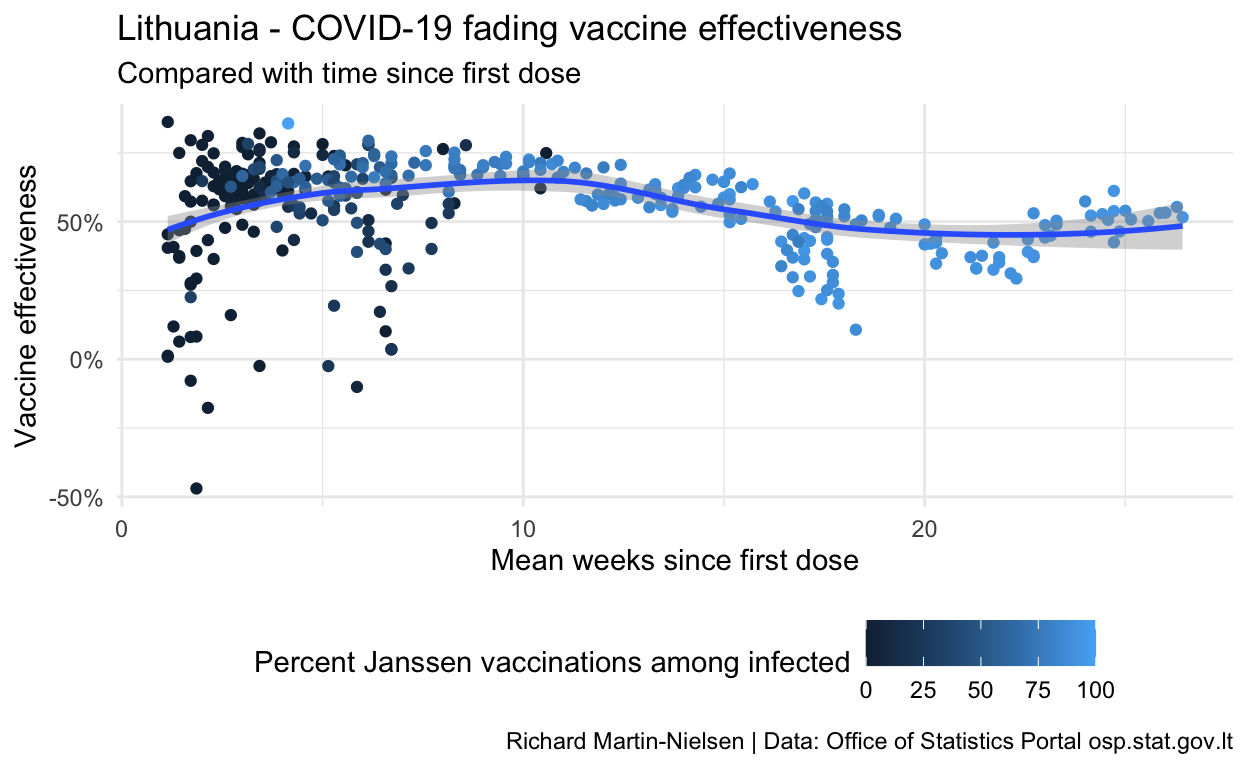 Lithuania - COVID-19 fading vaccine effectiveness
Compared with time since first dose
Vaccine effectiveness
50%
0%
-50%
0 10 20
Mean weeks since first dose
Percent Janssen vaccinations among infected
0 25 50 75 100
Richard Martin-Nielsen | Data: Office of Statistics Portal osp.stat.gov.lt